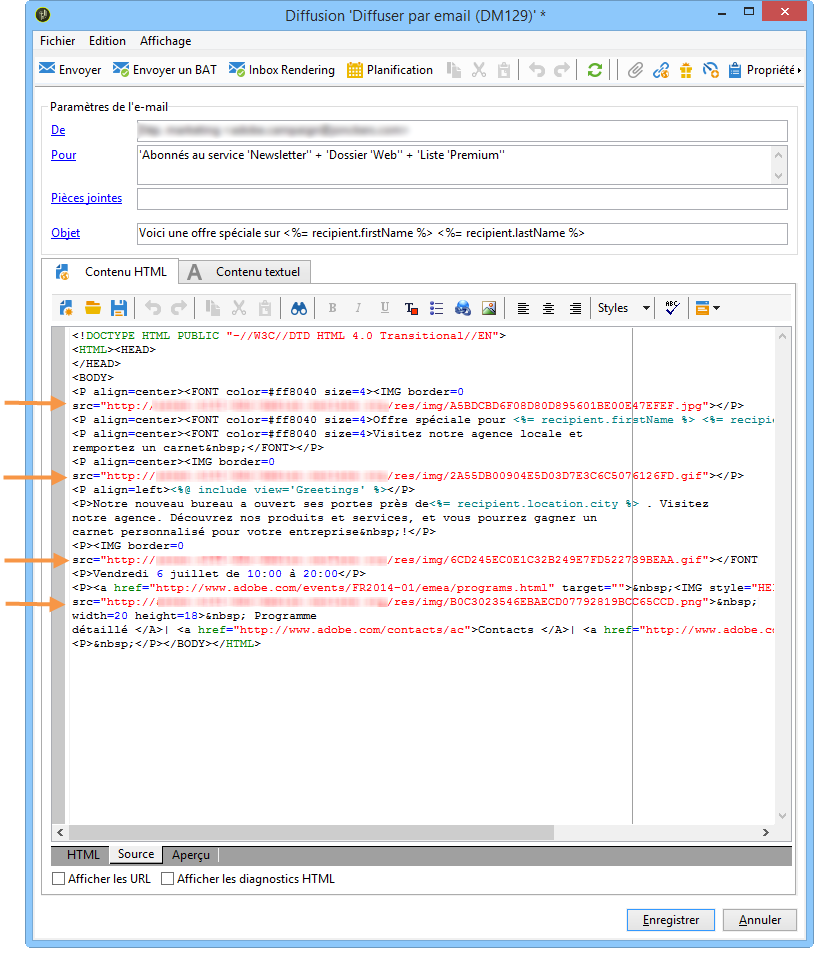 Diffusion 'Diffuser par email (DM129)' *
Fichier Edition Affichage
Envoyer Envoyer un BAT Inbox Rendering Planification Propriété
Paramètres de l'e-mail
De
Pour 'Abonnés au service 'Newsletter'' + 'Dossier 'Web'' + 'Liste 'Premium''
Pièces jointes
Objet Voici une offre spéciale sur <%= recipient.firstName %> <%= recipient.lastName %>
Contenu HTML A Contenu textuel
B I U T Styles ABC
<!DOCTYPE HTML PUBLIC "-//W3C//DTD HTML 4.0 Transitional//EN">
<HTML><HEAD>
</HEAD>
<BODY>
<P align=center><FONT color=#ff8040 size=4><IMG border=0
src="http:/ /res/img/A5BDCBD6F08D80D895601BE00E47EFEF.jpg"></P>
<P align=center><FONT color=#ff8040 size=4>Offre spéciale pour <%= recipient.firstName %> <%= recipie
<P align=center><FONT color=#ff8040 size=4>Visitez notre agence locale et
remportez un carnet&nbsp;</FONT></P>
<P align=center><IMG border=0
src="http:/ /res/img/2A55DB00904E5D03D7E3C6C5076126FD.gif"></P>
<P align=left><%@ include view='Greetings' %></P>
<P>Notre nouveau bureau a ouvert ses portes près de<%= recipient.location.city %> . Visitez
notre agence. Découvrez nos produits et services, et vous pourrez gagner un
carnet personnalisé pour votre entreprise&nbsp;!</P>
<P><IMG border=0
src="http:/ /res/img/6CD245EC0E1C32B249E7FD522739BEAA.gif"></FONT
<P>Vendredi 6 juillet de 10:00 à 20:00</P>
<P><a href="http://www.adobe.com/events/FR2014-01/emea/programs.html" target="">&nbsp;<IMG style="HEI
src="http:/ /res/img/B0C3023546EBAECD07792819BCC65CCD.png">&nbsp;
width=20 height=18>&nbsp; Programme
détaillé </A>| <a href="http://www.adobe.com/contacts/ac">Contacts </A>| <a href="http://www.adobe.co
<P>&nbsp;</P></BODY></HTML>
HTML Source Aperçu
Afficher les URL Afficher les diagnostics HTML
Enregistrer Annuler